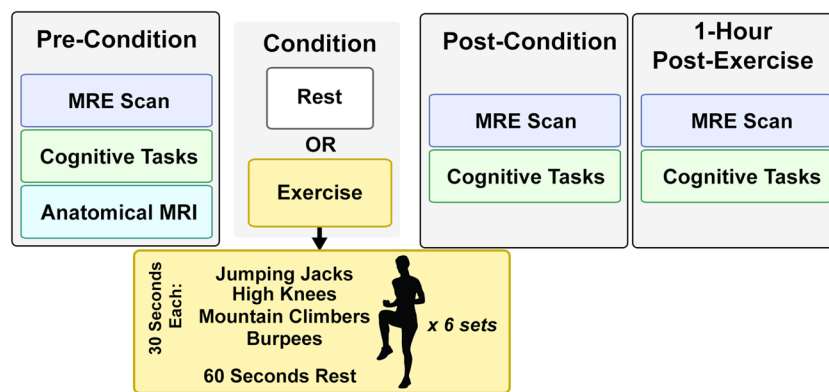 Pre-Condition
MRE Scan
Cognitive Tasks
Anatomical MRI
Condition
Rest
OR
Exercise
30 Seconds
Each:
Jumping Jacks
High Knees
Mountain Climbers
Burpees
60 Seconds Rest
x 6 sets
Post-Condition
MRE Scan
Cognitive Tasks
1-Hour
Post-Exercise
MRE Scan
Cognitive Tasks